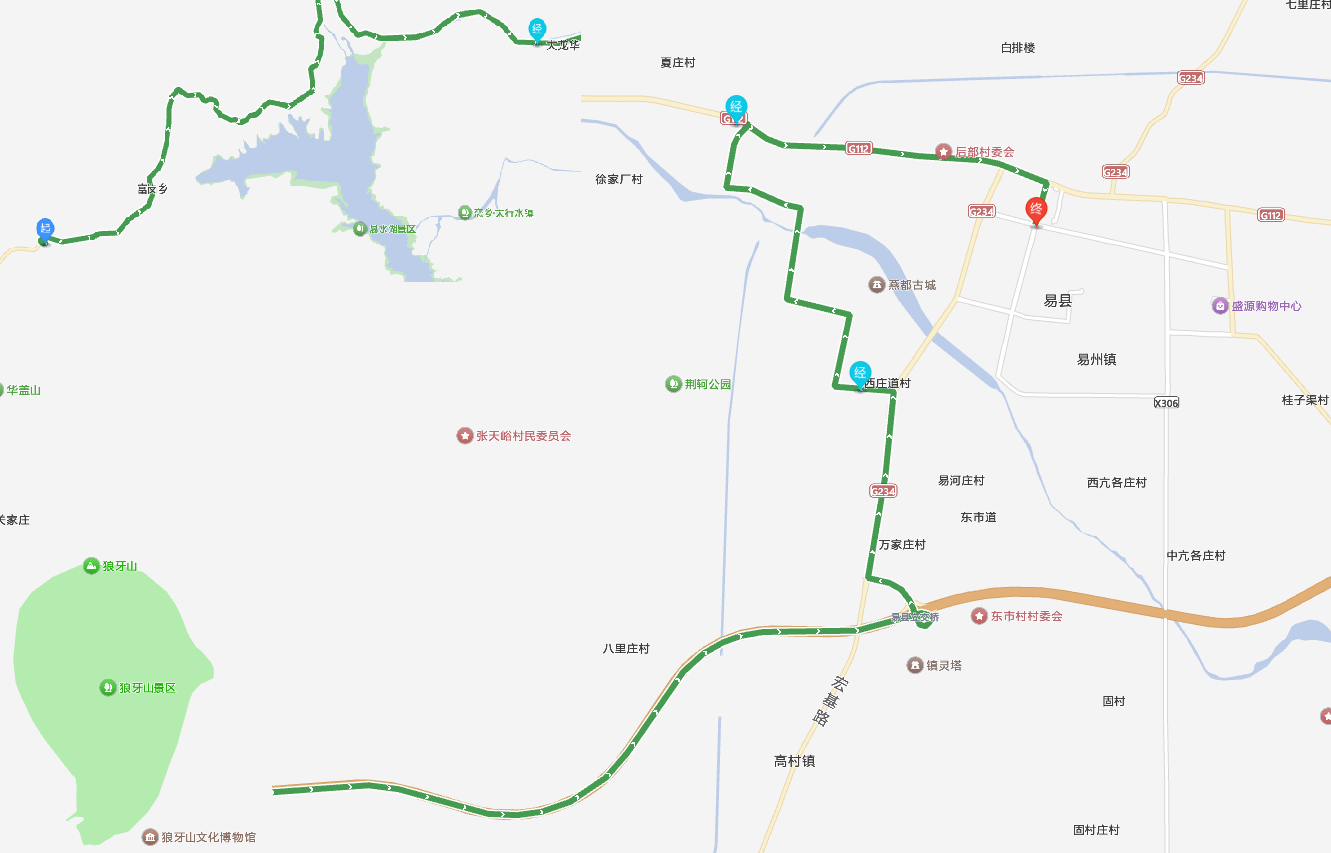 七里庄村
经
大龙华
白排楼
夏庄村
G234
经
G112
后部村委会
G234
徐家厂村
富岗乡
G234
终
G112
燕乡·太行水镇
易水湖景区
起
燕都古城
易县
盛源购物中心
易州镇
经
西庄道村
荆轲公园
华盖山
X306
桂子渠村
张天峪村民委员会
易河庄村
西亢各庄村
G234
东市道
关家庄
万家庄村
中亢各庄村
狼牙山
易县立交桥
东市村村委会
八里庄村
镇灵塔
狼牙山景区
宏基路
固村
高村镇
固村庄村
狼牙山文化博物馆